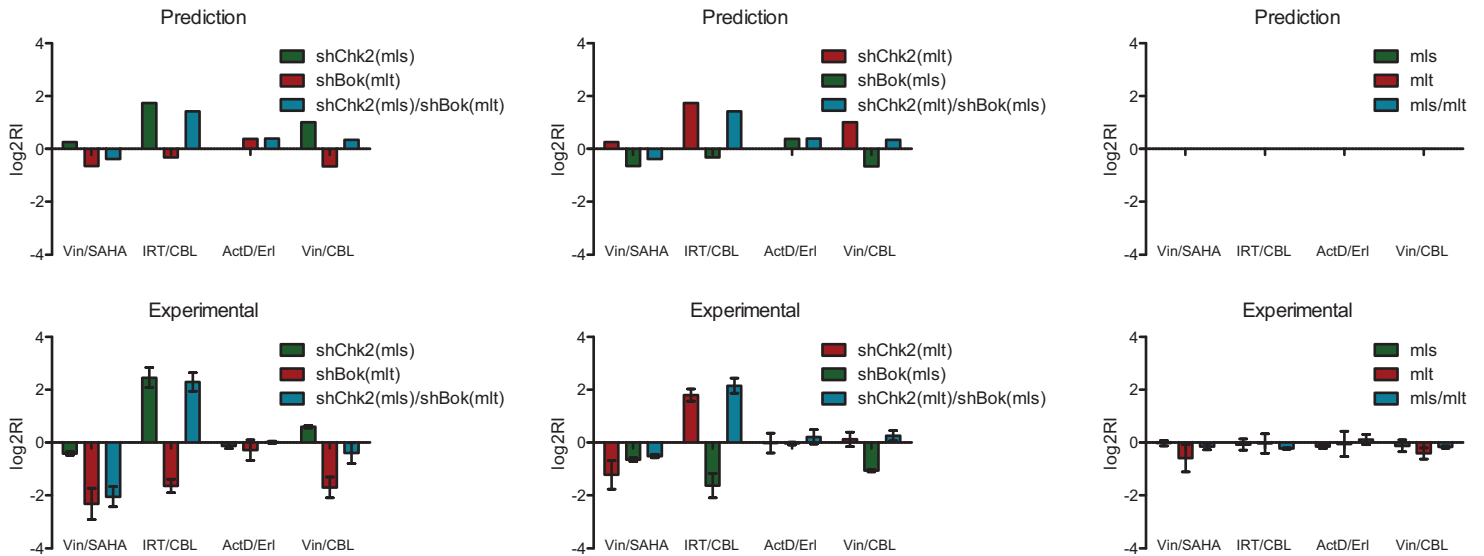 Prediction
4
2
0
-2
-4
log2RI
shChk2(mls)
shBok(mlt)
shChk2(mls)/shBok(mlt)
Vin/SAHA IRT/CBL ActD/Erl Vin/CBL
Prediction
4
2
0
-2
-4
log2RI
shChk2(mlt)
shBok(mls)
shChk2(mlt)/shBok(mls)
Vin/SAHA IRT/CBL ActD/Erl Vin/CBL
Prediction
4
2
0
-2
-4
log2RI
mls
mlt
mls/mlt
Vin/SAHA IRT/CBL ActD/Erl Vin/CBL
Experimental
4
2
0
-2
-4
log2RI
shChk2(mls)
shBok(mlt)
shChk2(mls)/shBok(mlt)
Vin/SAHA IRT/CBL ActD/Erl Vin/CBL
Experimental
4
2
0
-2
-4
log2RI
shChk2(mlt)
shBok(mls)
shChk2(mlt)/shBok(mls)
Vin/SAHA IRT/CBL ActD/Erl Vin/CBL
Experimental
4
2
0
-2
-4
log2RI
mls
mlt
mls/mlt
Vin/SAHA IRT/CBL ActD/Erl Vin/CBL